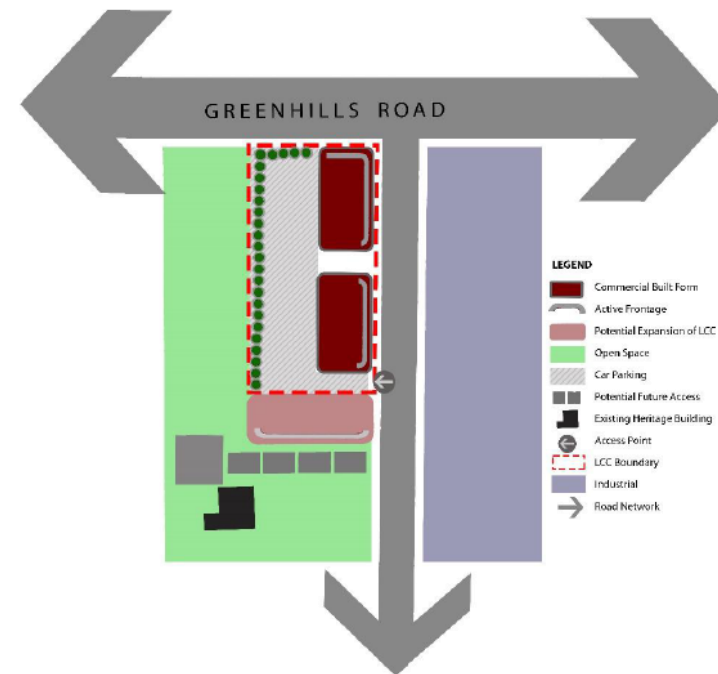 GREENHILLS ROAD
LEGEND
Commercial Built Form
Active Frontage
Potential Expansion of LCC
Open Space
Car Parking
Potential Future Access
Existing Heritage Building
Access Point
LCC Boundary
Industrial
Road Network